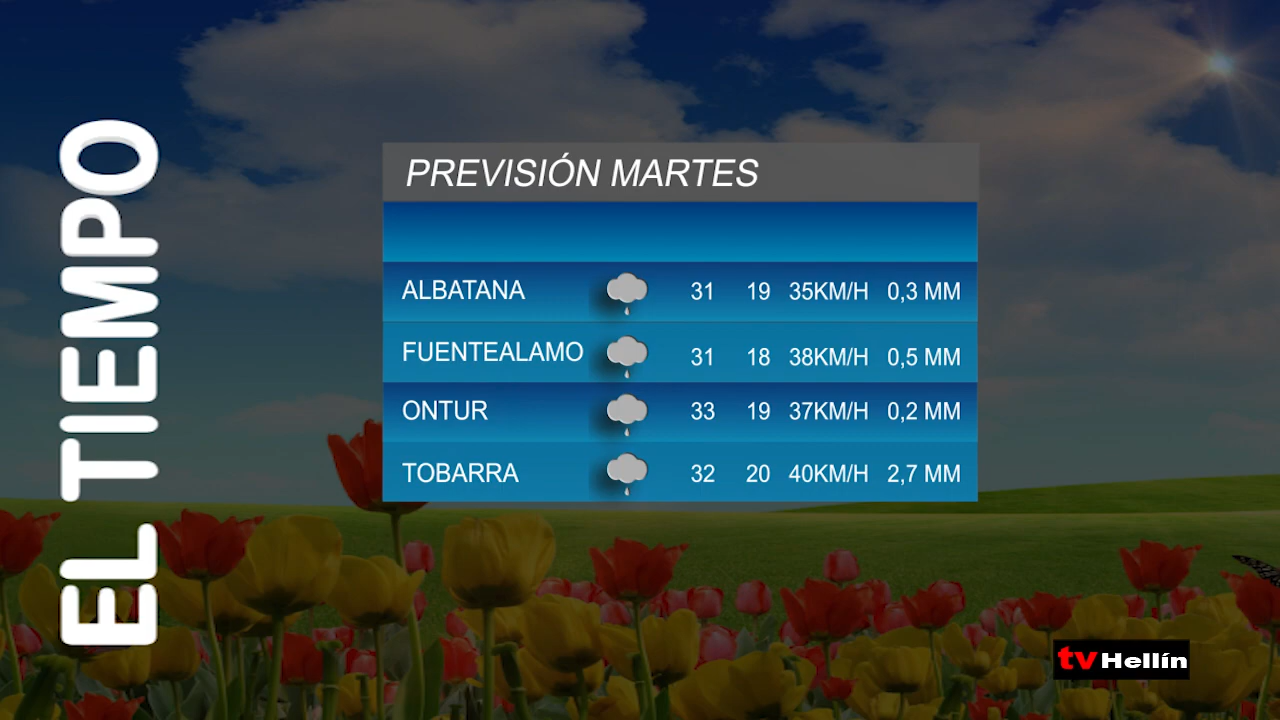 EL TIEMPO
PREVISIÓN MARTES
ALBATANA 31 19 35KM/H 0,3 MM
FUENTEALAMO 31 18 38KM/H 0,5 MM
ONTUR 33 19 37KM/H 0,2 MM
TOBARRA 32 20 40KM/H 2,7 MM
tv Hellín